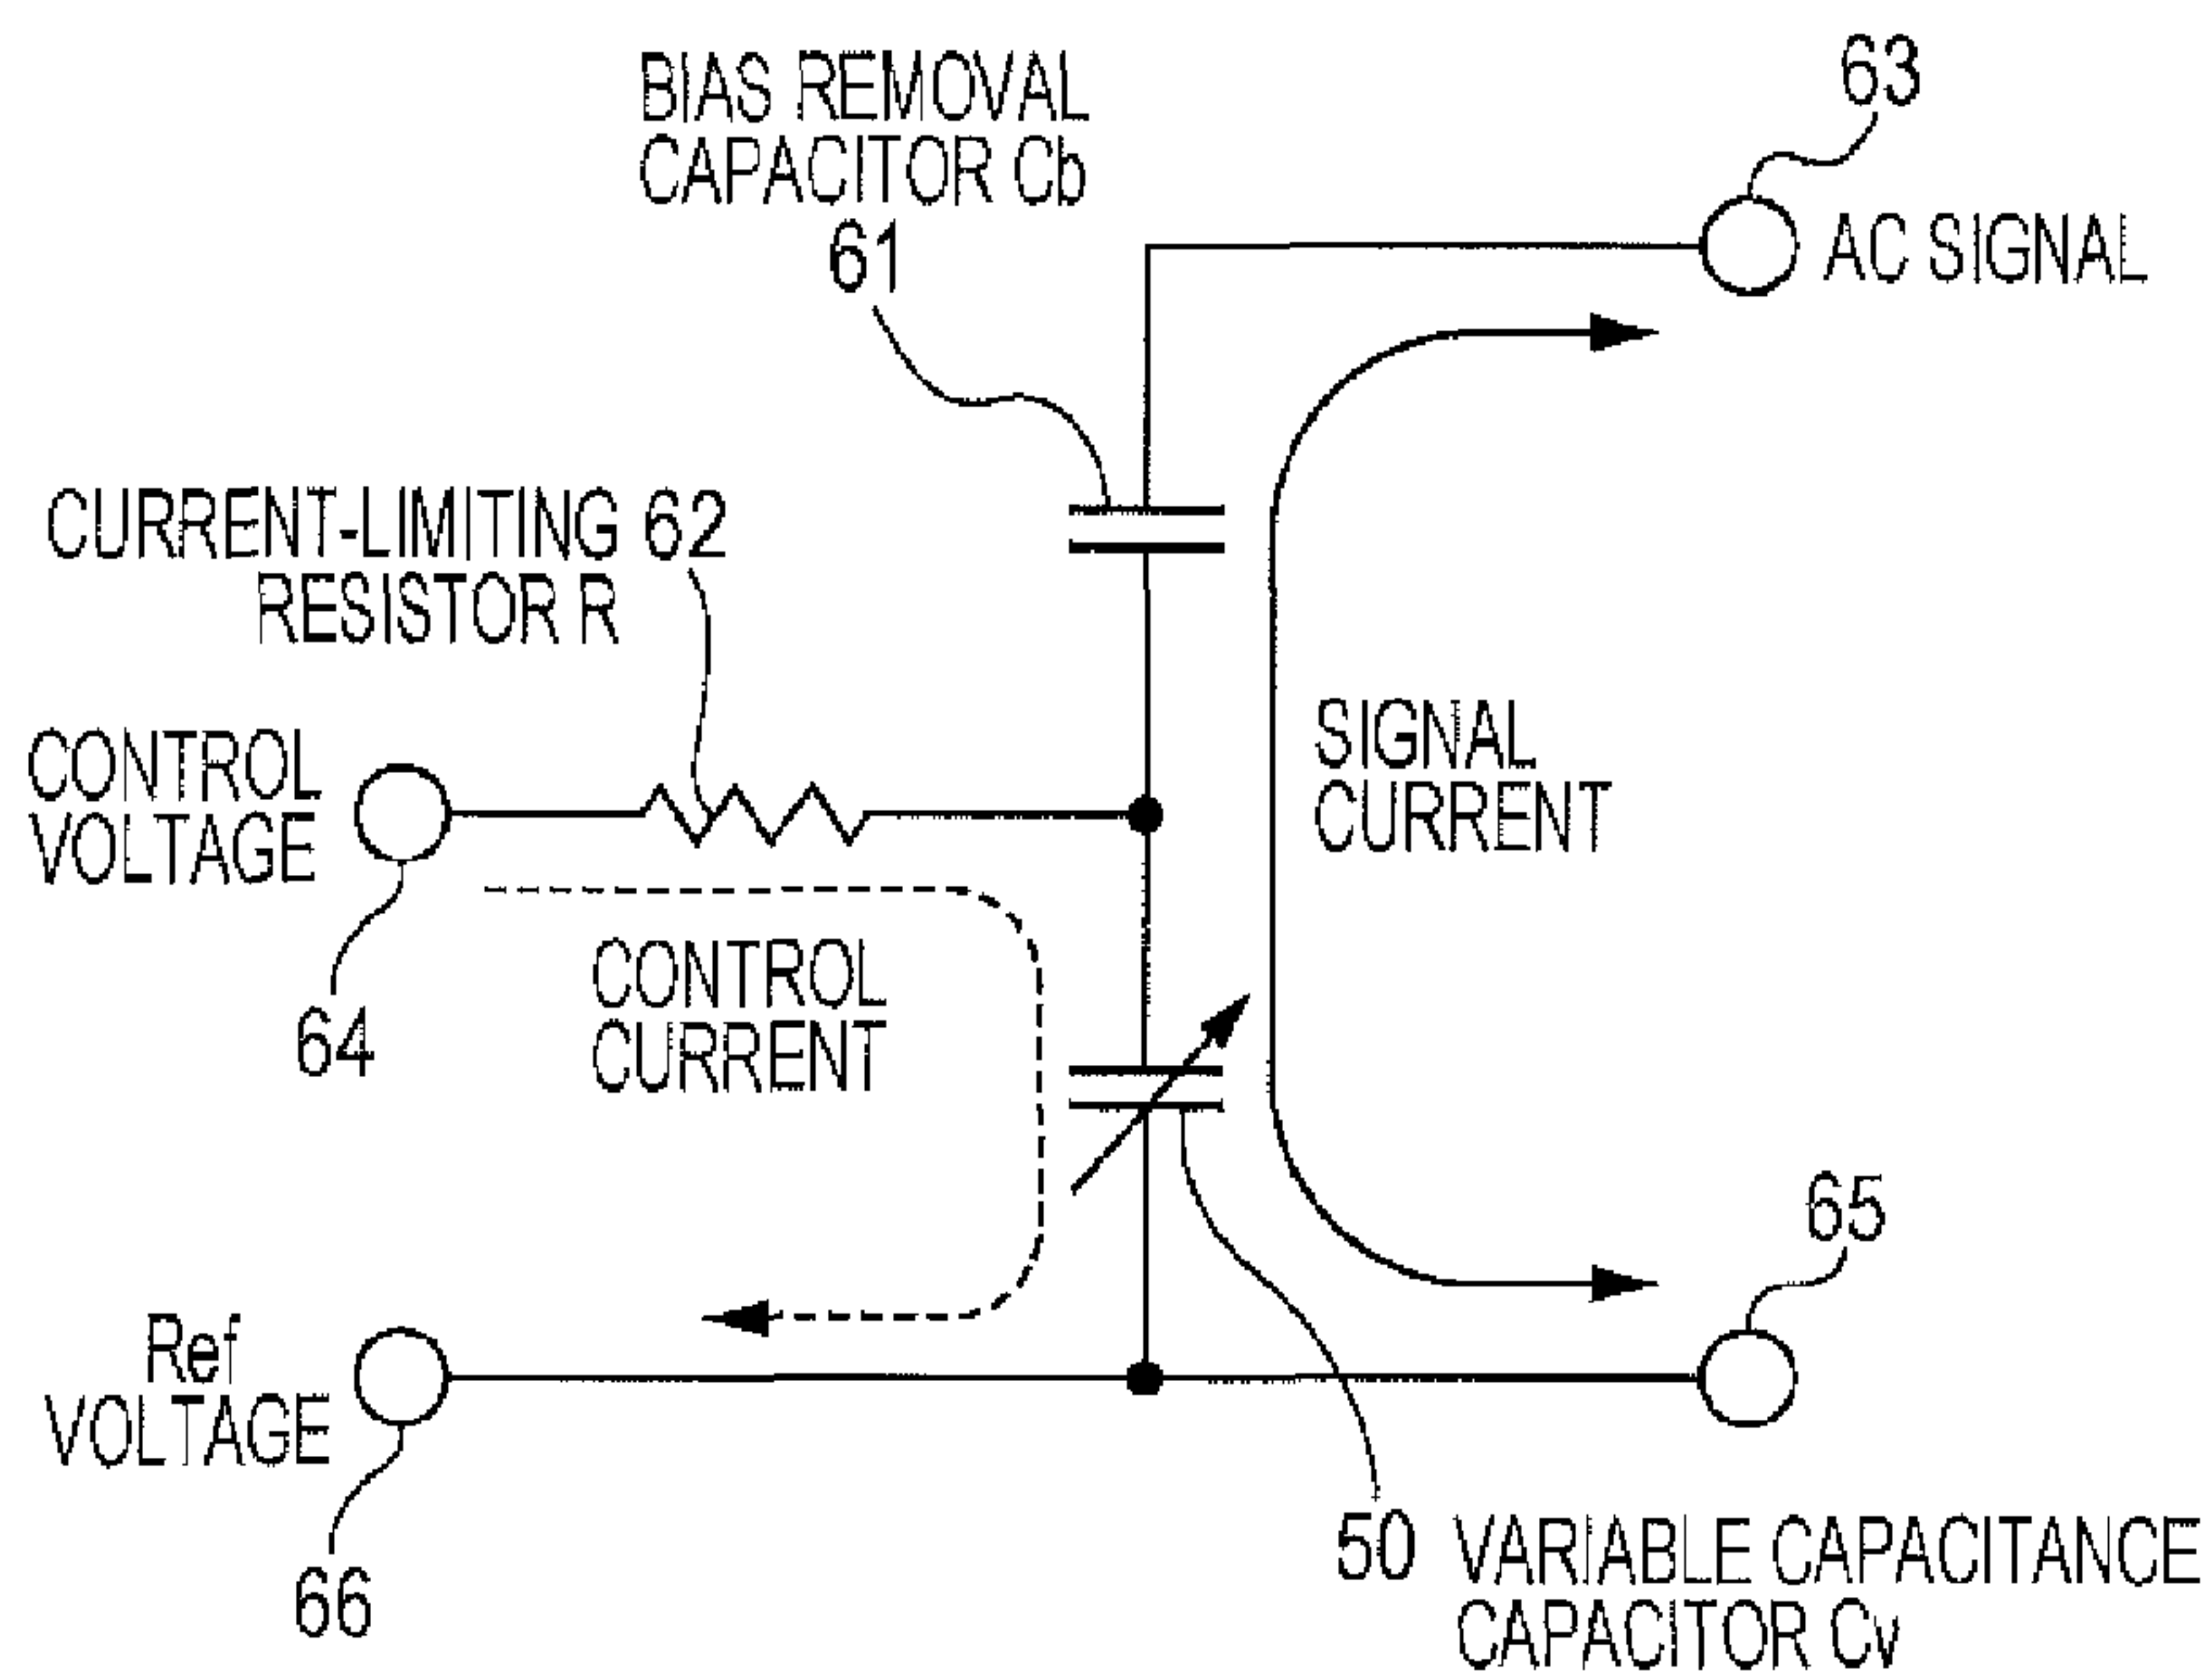 63
BIAS REMOVAL
CAPACITOR Cb
61
AC SIGNAL
CURRENT-LIMITING 62
RESISTOR R
CONTROL
VOLTAGE
SIGNAL
CURRENT
64
CONTROL
CURRENT
65
Ref
VOLTAGE
66
50 VARIABLE CAPACITANCE
CAPACITOR Cv